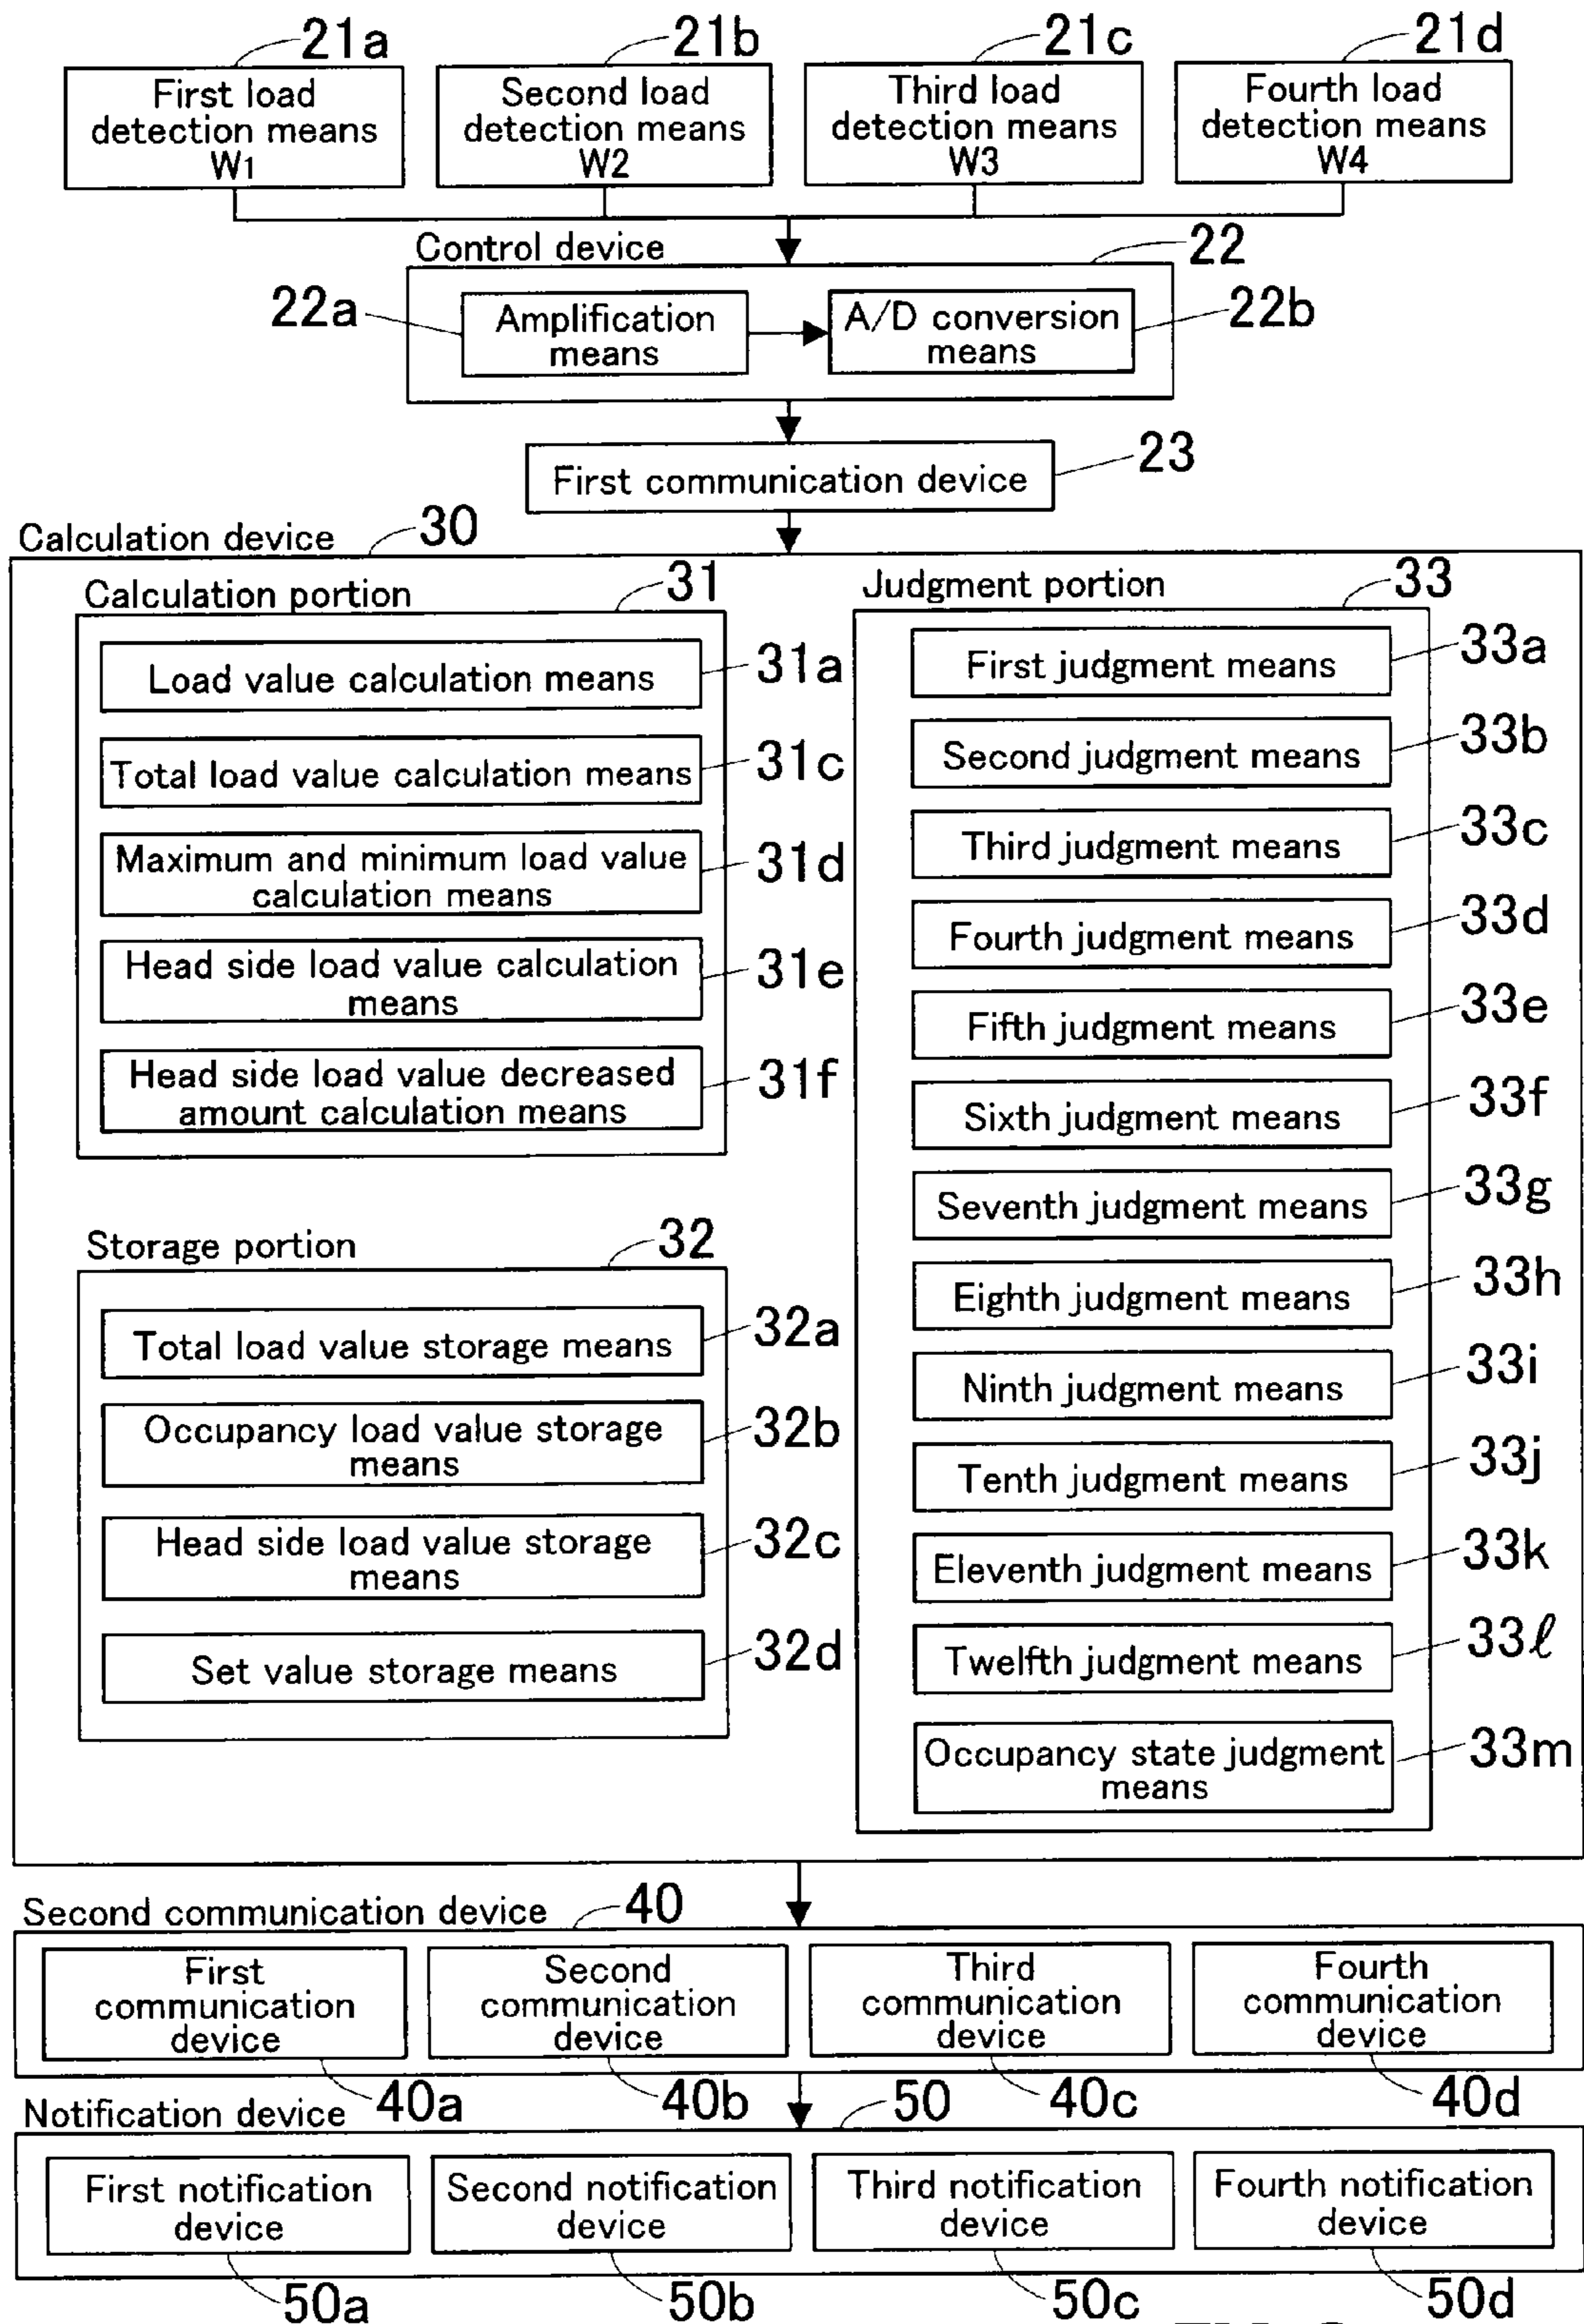 21a
21b
21c
21d
First load
detection means
W1
Second load
detection means
W2
Third load
detection means
W3
Fourth load
detection means
W4
Control device
22
22a
Amplification
means
A/D conversion
means
22b
First communication device
23
Calculation device
30
Calculation portion
31
Load value calculation means
31a
Total load value calculation means
31c
Maximum and minimum load value
calculation means
31d
Head side load value calculation
means
31e
Head side load value decreased
amount calculation means
31f
Storage portion
32
Total load value storage means
32a
Occupancy load value storage
means
32b
Head side load value storage
means
32c
Set value storage means
32d
Judgment portion
33
First judgment means
33a
Second judgment means
33b
Third judgment means
33c
Fourth judgment means
33d
Fifth judgment means
33e
Sixth judgment means
33f
Seventh judgment means
33g
Eighth judgment means
33h
Ninth judgment means
33i
Tenth judgment means
33j
Eleventh judgment means
33k
Twelfth judgment means
33ℓ
Occupancy state judgment
means
33m
Second communication device
40
First
communication
device
Second
communication
device
Third
communication
device
Fourth
communication
device
40a
40b
40c
40d
Notification device
50
First notification
device
Second notification
device
Third notification
device
Fourth notification
device
50a
50b
50c
50d